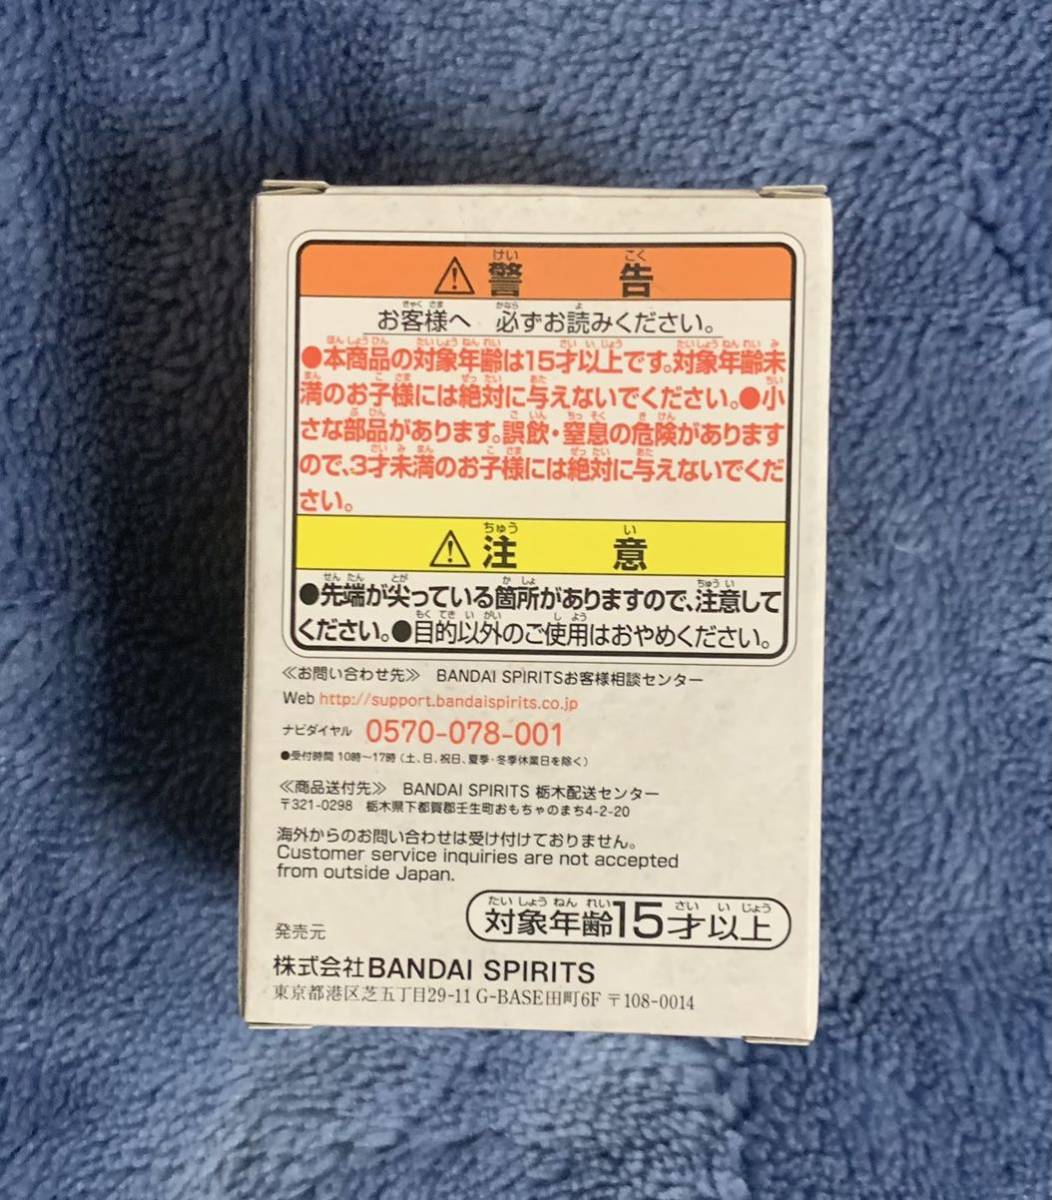 警告
お客様へ 必ずお読みください。
●本商品の対象年齢は15才以上です。対象年齢未
満のお子様には絶対に与えないでください。●小
さな部品があります。誤飲・窒息の危険があります
ので、3才未満のお子様には絶対に与えないでくだ
さい。
注意
●先端が尖っている箇所がありますので、注意して
ください。●目的以外のご使用はおやめください。
≪お問い合わせ先≫ BANDAI SPIRITSお客様相談センター
Web http://support.bandaispirits.co.jp
ナビダイヤル 0570-078-001
●受付時間 10時～17時（土、日、祝日、夏季・冬季休業日を除く）
≪商品送付先≫ BANDAI SPIRITS 栃木配送センター
〒321-0298 栃木県下都賀郡壬生町おもちゃのまち4-2-20
海外からのお問い合わせは受け付けておりません。
Customer service inquiries are not accepted
from outside Japan.
対象年齢15才以上
発売元
株式会社BANDAI SPIRITS
東京都港区芝五丁目29-11 G-BASE田町6F 〒108-0014